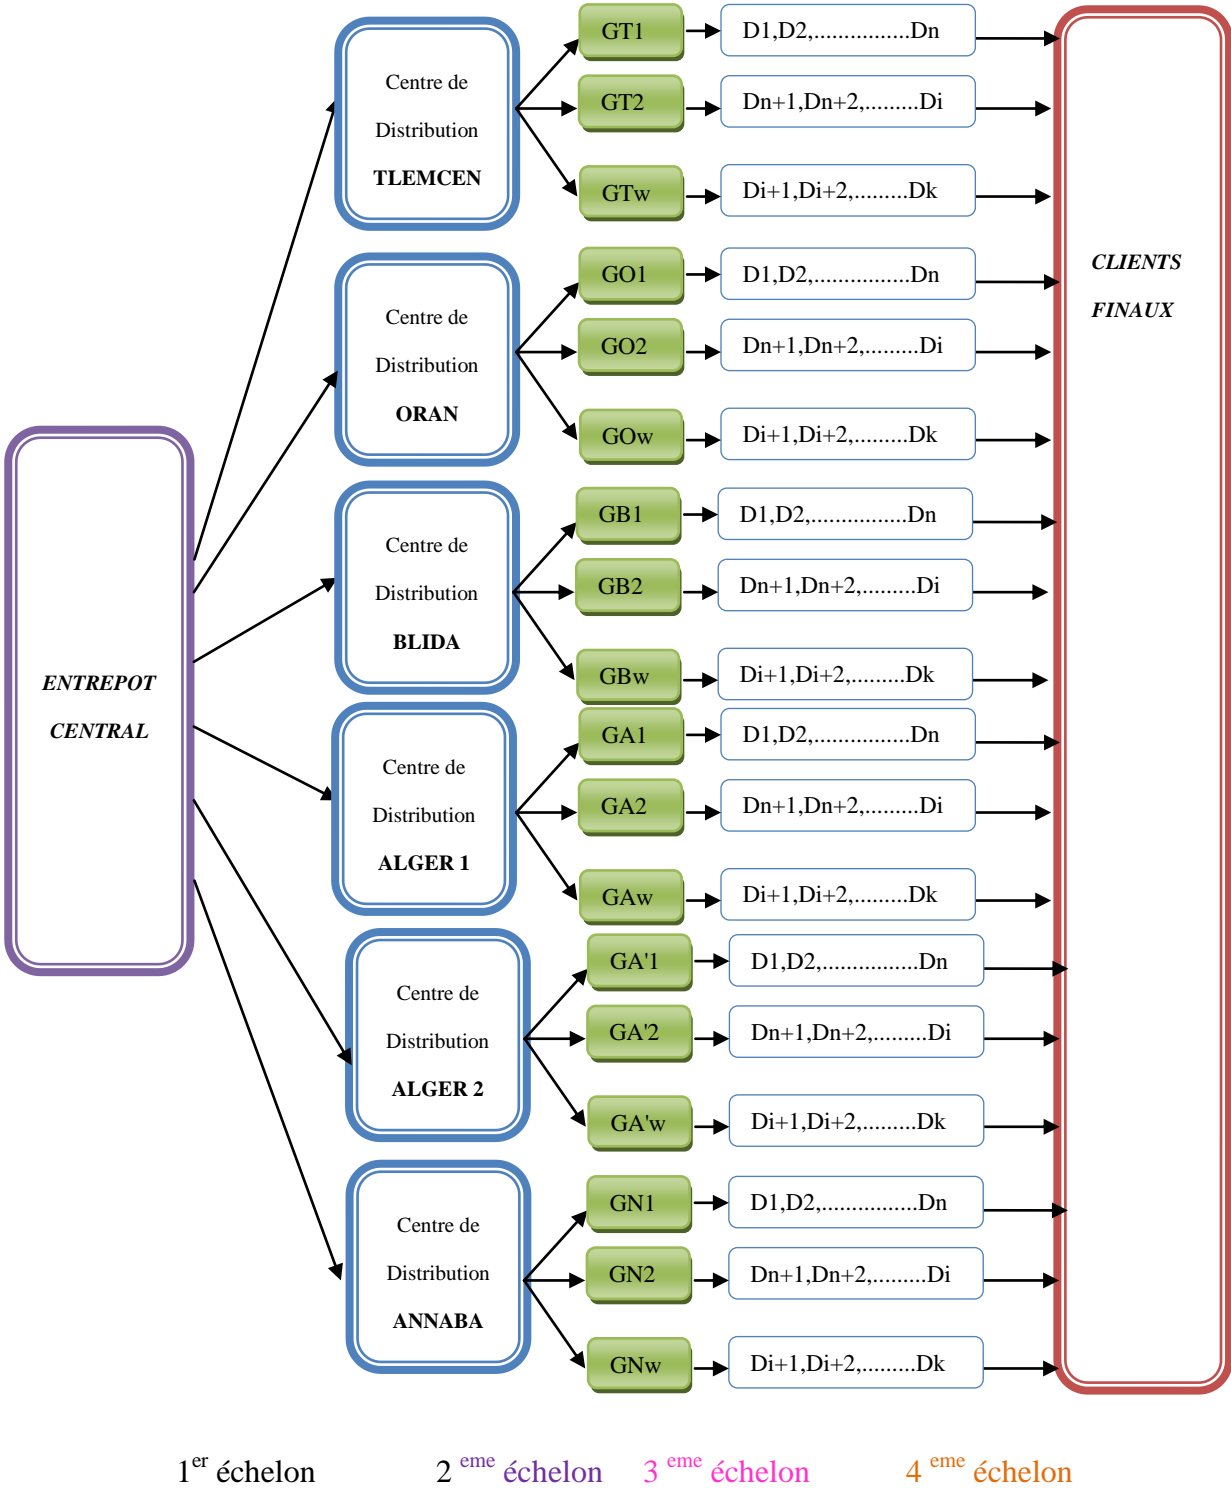 ENTREPOT
CENTRAL
Centre de
Distribution
TLEMCEN
GT1
D1,D2,................Dn
GT2
Dn+1,Dn+2,.........Di
GTw
Di+1,Di+2,.........Dk
Centre de
Distribution
ORAN
GO1
D1,D2,................Dn
GO2
Dn+1,Dn+2,.........Di
GOw
Di+1,Di+2,.........Dk
Centre de
Distribution
BLIDA
GB1
D1,D2,................Dn
GB2
Dn+1,Dn+2,.........Di
GBw
Di+1,Di+2,.........Dk
Centre de
Distribution
ALGER 1
GA1
D1,D2,................Dn
GA2
Dn+1,Dn+2,.........Di
GAw
Di+1,Di+2,.........Dk
Centre de
Distribution
ALGER 2
GA'1
D1,D2,................Dn
GA'2
Dn+1,Dn+2,.........Di
GA'w
Di+1,Di+2,.........Dk
Centre de
Distribution
ANNABA
GN1
D1,D2,................Dn
GN2
Dn+1,Dn+2,.........Di
GNw
Di+1,Di+2,.........Dk
CLIENTS
FINAUX
1er échelon
2 eme échelon
3 eme échelon
4 eme échelon